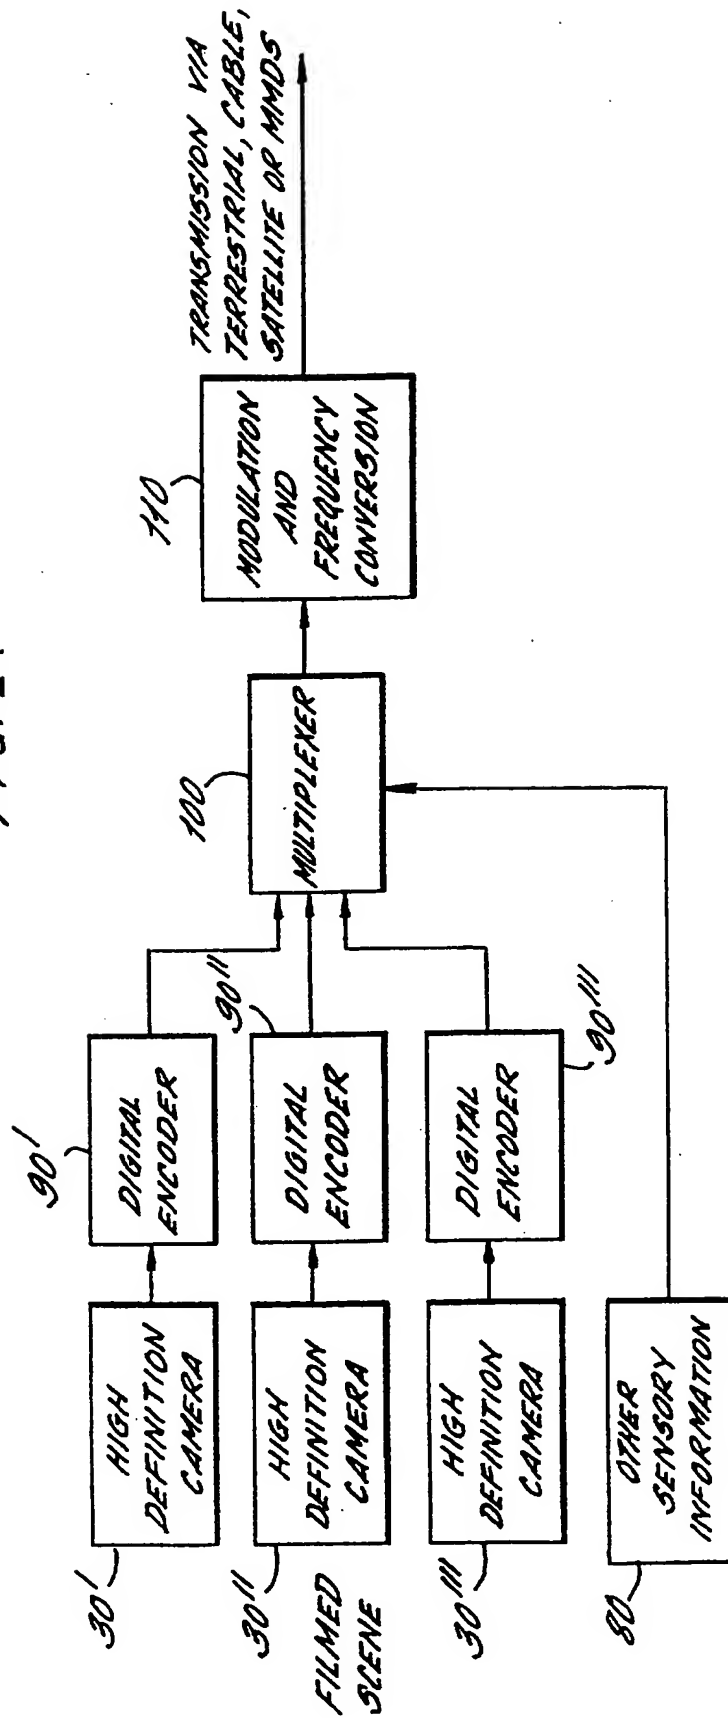 30'
HIGH
DEFINITION
CAMERA
90'
DIGITAL
ENCODER
FILMED
SCENE
30''
HIGH
DEFINITION
CAMERA
90''
DIGITAL
ENCODER
30'''
HIGH
DEFINITION
CAMERA
90'''
DIGITAL
ENCODER
80
OTHER
SENSORY
INFORMATION
100
MULTIPLEXER
110
MODULATION
AND
FREQUENCY
CONVERSION
TRANSMISSION VIA
TERRESTRIAL, CABLE,
SATELLITE OR MMDS